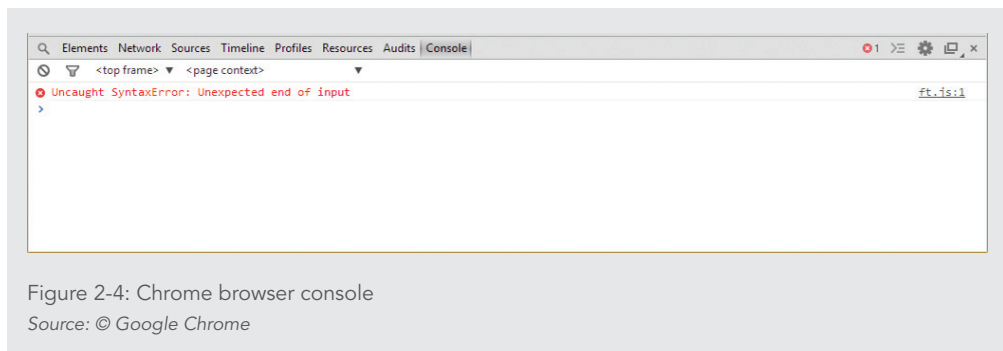 Elements Network Sources Timeline Profiles Resources Audits Console 1
<top frame> ▼ <page context> ▼
Uncaught SyntaxError: Unexpected end of input ft.js:1
>
Figure 2-4: Chrome browser console
Source: © Google Chrome